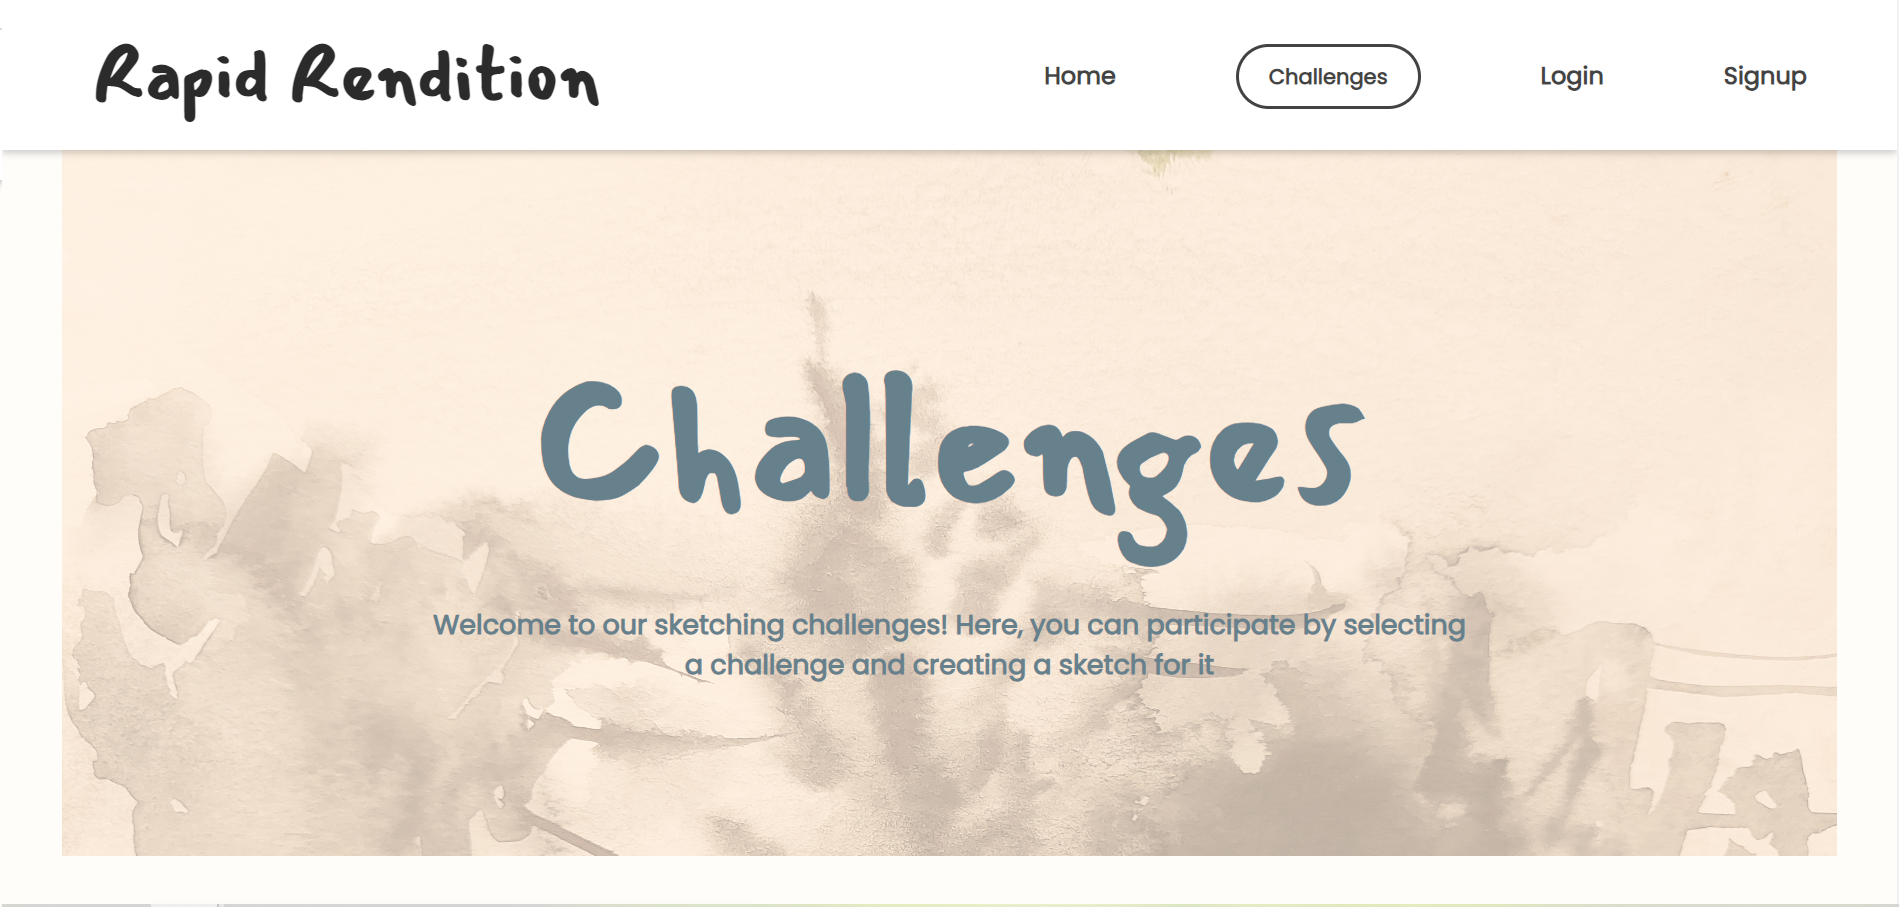 Rapid Rendition
Home
Challenges
Login
Signup
Challenges
Welcome to our sketching challenges! Here, you can participate by selecting
a challenge and creating a sketch for it